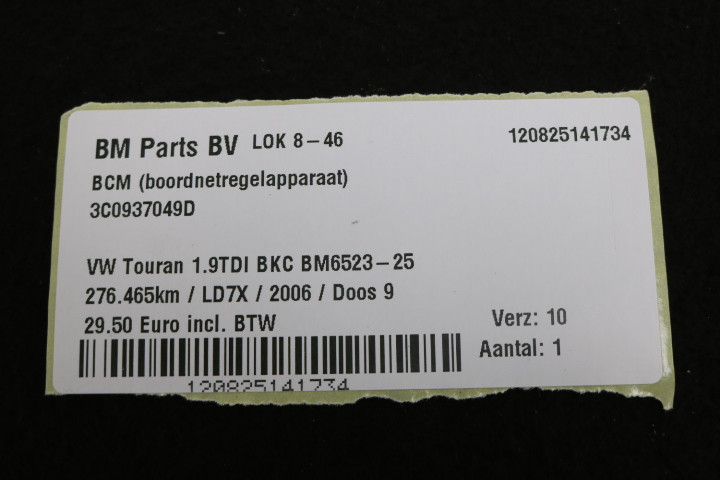 BM Parts BV LOK 8-46 120825141734
BCM (boordnetregelapparaat)
3C0937049D
VW Touran 1.9TDI BKC BM6523-25
276.465km / LD7X / 2006 / Doos 9
29.50 Euro incl. BTW Verz: 10
Aantal: 1
120825141734